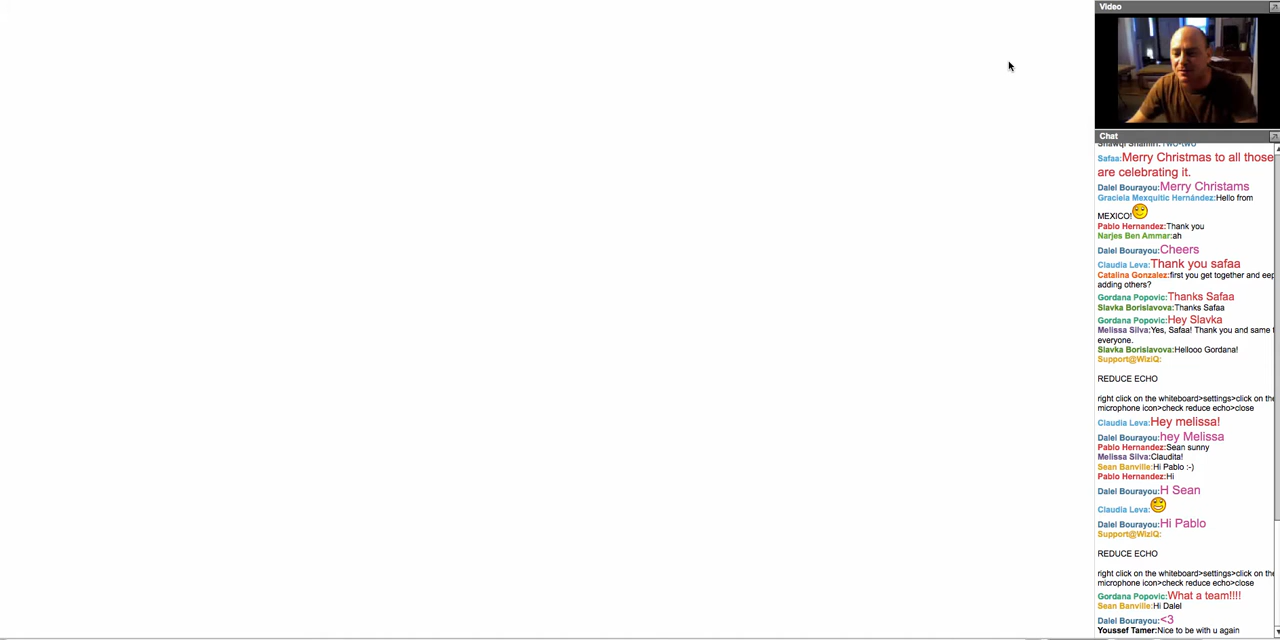 Video
Chat
Shawqi Shamiri:TWO-two
Safaa:Merry Christmas to all those
are celebrating it.
Dalel Bourayou:Merry Christams
Graciela Mexquitic Hernández:Hello from
MEXICO!
Pablo Hernandez:Thank you
Narjes Ben Ammar:ah
Dalel Bourayou:Cheers
Claudia Leva:Thank you safaa
Catalina Gonzalez:first you get together and eep
adding others?
Gordana Popovic:Thanks Safaa
Slavka Borislavova:Thanks Safaa
Gordana Popovic:Hey Slavka
Melissa Silva:Yes, Safaa! Thank you and same t
everyone.
Slavka Borislavova:Hellooo Gordana!
Support@WiziQ:
REDUCE ECHO
right click on the whiteboard>settings>click on the
microphone icon>check reduce echo>close
Claudia Leva:Hey melissa!
Dalel Bourayou:hey Melissa
Pablo Hernandez:Sean sunny
Melissa Silva:Claudita!
Sean Banville:Hi Pablo :-)
Pablo Hernandez:Hi
Dalel Bourayou:H Sean
Claudia Leva:
Dalel Bourayou:Hi Pablo
Support@WiziQ:
REDUCE ECHO
right click on the whiteboard>settings>click on the
microphone icon>check reduce echo>close
Gordana Popovic:What a team!!!!
Sean Banville:Hi Dalel
Dalel Bourayou:<3
Youssef Tamer:Nice to be with u again